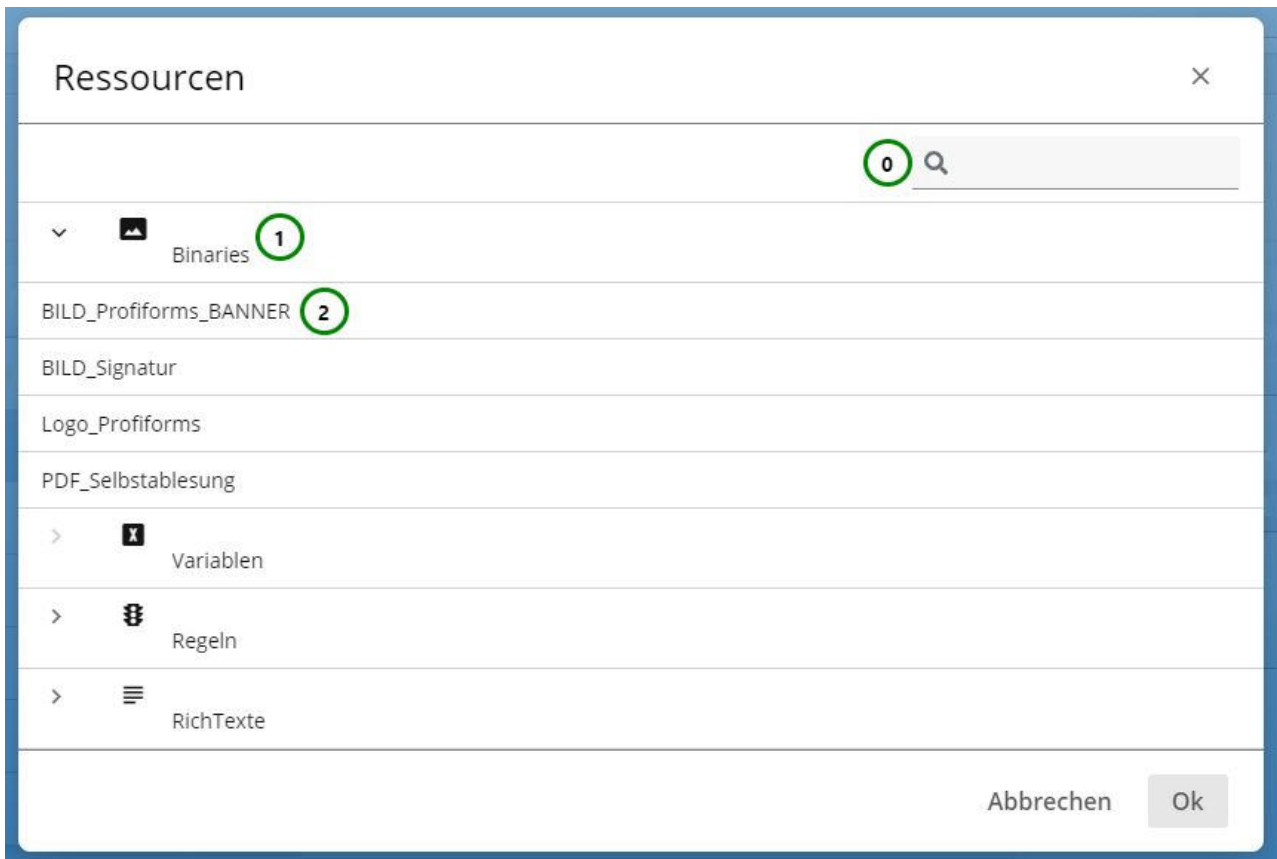 Ressourcen
0
Binaries 1
BILD_Profiforms_BANNER 2
BILD_Signatur
Logo_Profiforms
PDF_Selbstablesung
X
Variablen
Regeln
RichTexte
Abbrechen Ok